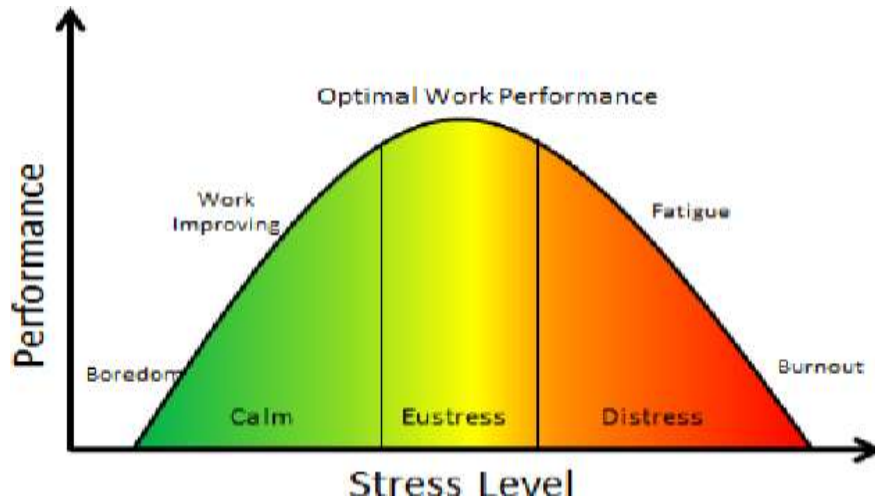 Optimal Work Performance
Work
Improving
Fatigue
Performance
Boredom
Burnout
Calm
Eustress
Distress
Stress Level